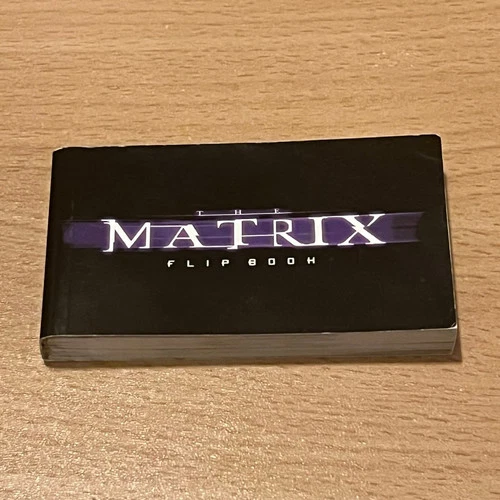 THE
MATRIX
FLIP BOOK